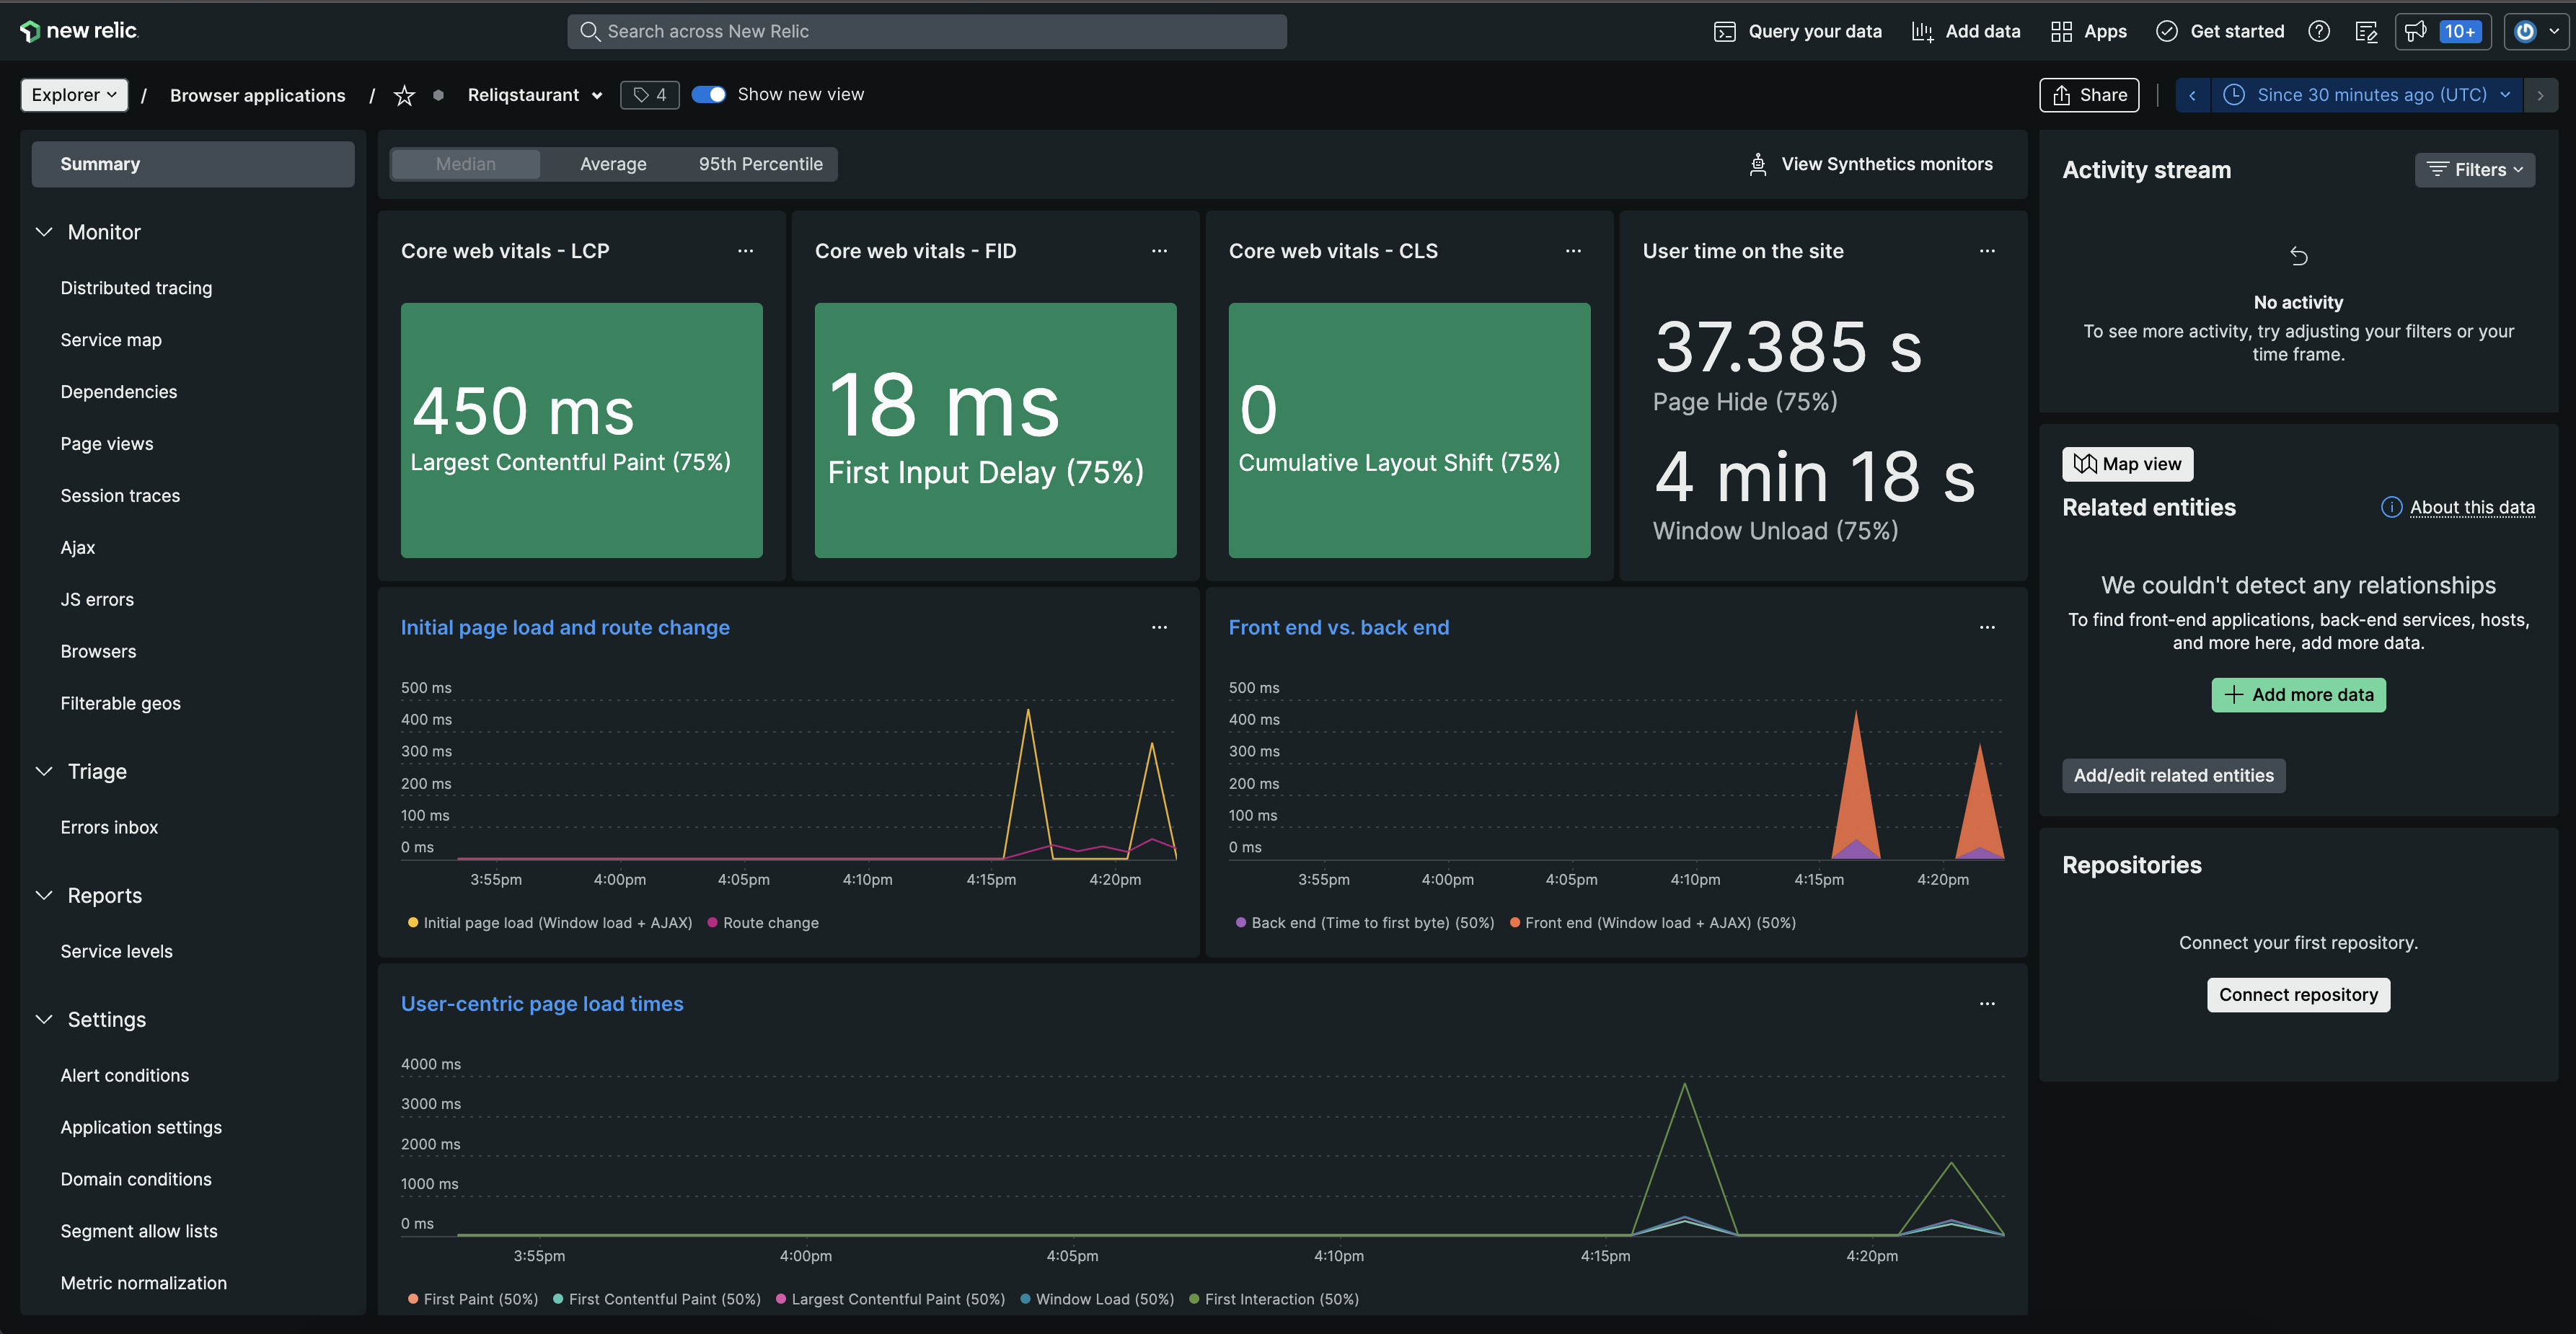 new relic
Search across New Relic
Query your data
Add data
Apps
Get started
10+
Explorer
/
Browser applications
/
Reliqstaurant
4
Show new view
Share
Since 30 minutes ago (UTC)
Summary
Monitor
Distributed tracing
Service map
Dependencies
Page views
Session traces
Ajax
JS errors
Browsers
Filterable geos
Triage
Errors inbox
Reports
Service levels
Settings
Alert conditions
Application settings
Domain conditions
Segment allow lists
Metric normalization
Median
Average
95th Percentile
View Synthetics monitors
Core web vitals - LCP
450 ms
Largest Contentful Paint (75%)
Core web vitals - FID
18 ms
First Input Delay (75%)
Core web vitals - CLS
0
Cumulative Layout Shift (75%)
User time on the site
37.385 s
Page Hide (75%)
4 min 18 s
Window Unload (75%)
Initial page load and route change
500 ms
400 ms
300 ms
200 ms
100 ms
0 ms
3:55pm
4:00pm
4:05pm
4:10pm
4:15pm
4:20pm
Initial page load (Window load + AJAX)
Route change
Front end vs. back end
500 ms
400 ms
300 ms
200 ms
100 ms
0 ms
3:55pm
4:00pm
4:05pm
4:10pm
4:15pm
4:20pm
Back end (Time to first byte) (50%)
Front end (Window load + AJAX) (50%)
User-centric page load times
4000 ms
3000 ms
2000 ms
1000 ms
0 ms
3:55pm
4:00pm
4:05pm
4:10pm
4:15pm
4:20pm
First Paint (50%)
First Contentful Paint (50%)
Largest Contentful Paint (50%)
Window Load (50%)
First Interaction (50%)
Activity stream
Filters
No activity
To see more activity, try adjusting your filters or your
time frame.
Map view
Related entities
About this data
We couldn't detect any relationships
To find front-end applications, back-end services, hosts,
and more here, add more data.
Add more data
Add/edit related entities
Repositories
Connect your first repository.
Connect repository